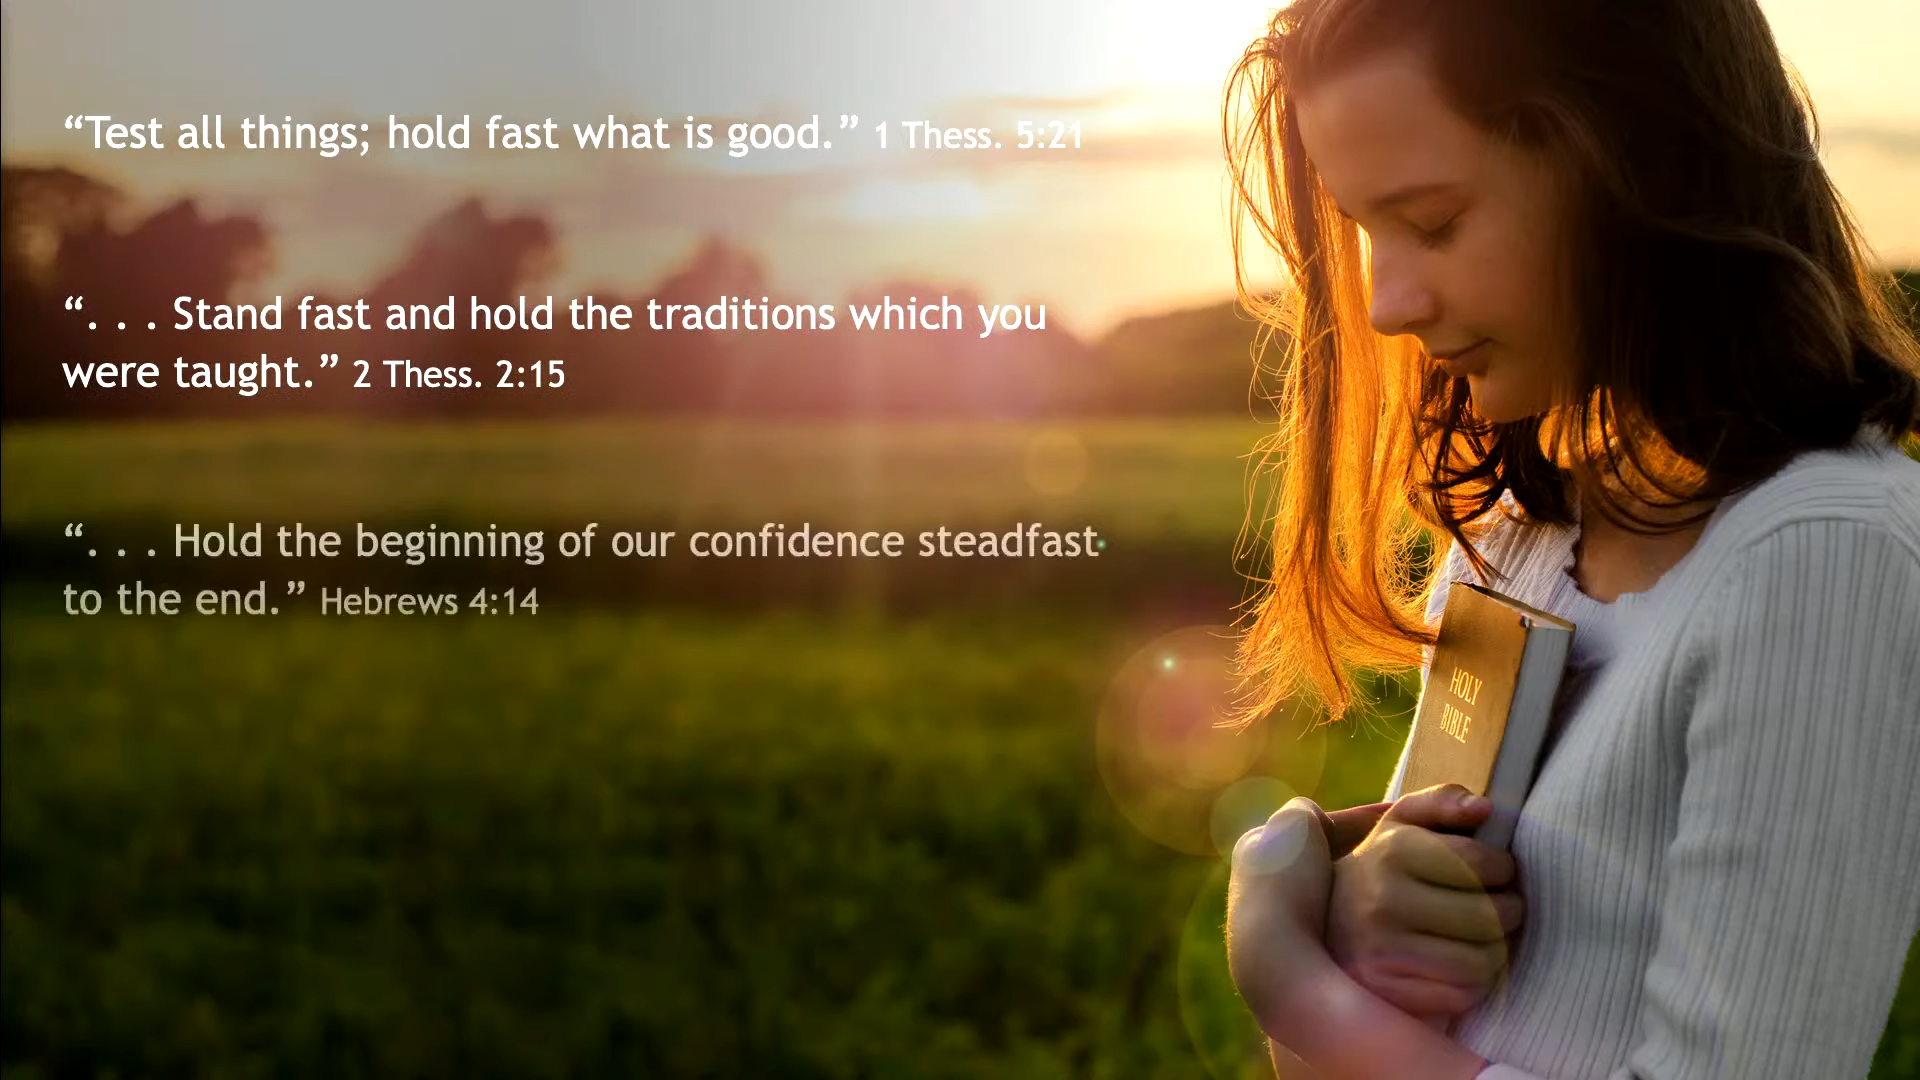 “Test all things; hold fast what is good.” 1 Thess. 5:21
“. . . Stand fast and hold the traditions which you
were taught.” 2 Thess. 2:15
“. . . Hold the beginning of our confidence steadfast
to the end.” Hebrews 4:14
HOLY
BIBLE